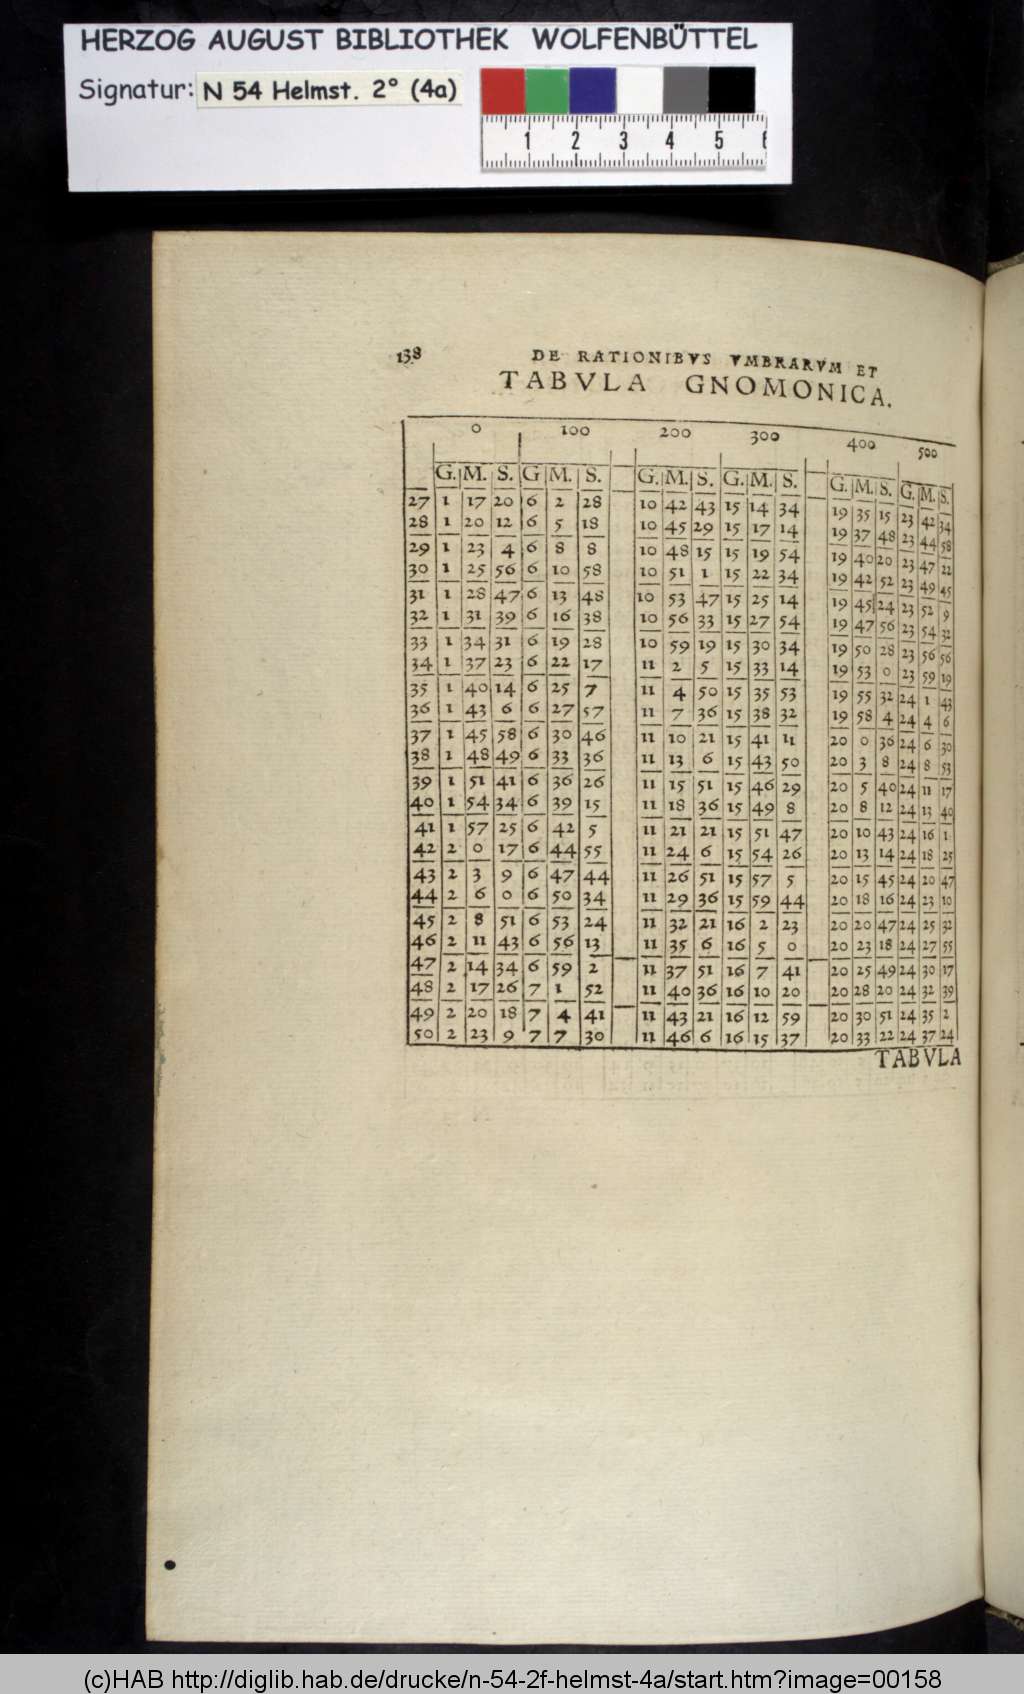 HERZOG AUGUST BIBLIOTHEK WOLFENBÜTTEL
Signatur: N 54 Helmst. 2° (4a)
1 2 3 4 5 6
138 DE RATIONIBVS VMBRARVM ET
TABVLA GNOMONICA.
0 100 200 300 400 500
G. M. S. G M. S. G. M. S. G. M. S. G. M. S. G. M. S.
27 1 17 20 6 2 28 10 42 43 15 14 34 19 35 15 23 42 34
28 1 20 12 6 5 18 10 45 29 15 17 14 19 37 48 23 44 58
29 1 23 4 6 8 8 10 48 15 15 19 54 19 40 20 23 47 22
30 1 25 56 6 10 58 10 51 1 15 22 34 19 42 52 23 49 45
31 1 28 47 6 13 48 10 53 47 15 25 14 19 45 24 23 52 9
32 1 31 39 6 16 38 10 56 33 15 27 54 19 47 56 23 54 32
33 1 34 31 6 19 28 10 59 19 15 30 34 19 50 28 23 56 56
34 1 37 23 6 22 17 11 2 5 15 33 14 19 53 0 23 59 19
35 1 40 14 6 25 7 11 4 50 15 35 53 19 55 32 24 1 43
36 1 43 6 6 27 57 11 7 36 15 38 32 19 58 4 24 4 6
37 1 45 58 6 30 46 11 10 21 15 41 11 20 0 36 24 6 30
38 1 48 49 6 33 36 11 13 6 15 43 50 20 3 8 24 8 53
39 1 51 41 6 36 26 11 15 51 15 46 29 20 5 40 24 11 17
40 1 54 34 6 39 15 11 18 36 15 49 8 20 8 12 24 13 40
41 1 57 25 6 42 5 11 21 21 15 51 47 20 10 43 24 16 1
42 2 0 17 6 44 55 11 24 6 15 54 26 20 13 14 24 18 25
43 2 3 9 6 47 44 11 26 51 15 57 5 20 15 45 24 20 47
44 2 6 0 6 50 34 11 29 36 15 59 44 20 18 16 24 23 10
45 2 8 51 6 53 24 11 32 21 16 2 23 20 20 47 24 25 32
46 2 11 43 6 56 13 11 35 6 16 5 0 20 23 18 24 27 55
47 2 14 34 6 59 2 11 37 51 16 7 41 20 25 49 24 30 17
48 2 17 26 7 1 52 11 40 36 16 10 20 20 28 20 24 32 39
49 2 20 18 7 4 41 11 43 21 16 12 59 20 30 51 24 35 2
50 2 23 9 7 7 30 11 46 6 16 15 37 20 33 22 24 37 24
TABVLA
(c)HAB http://diglib.hab.de/drucke/n-54-2f-helmst-4a/start.htm?image=00158